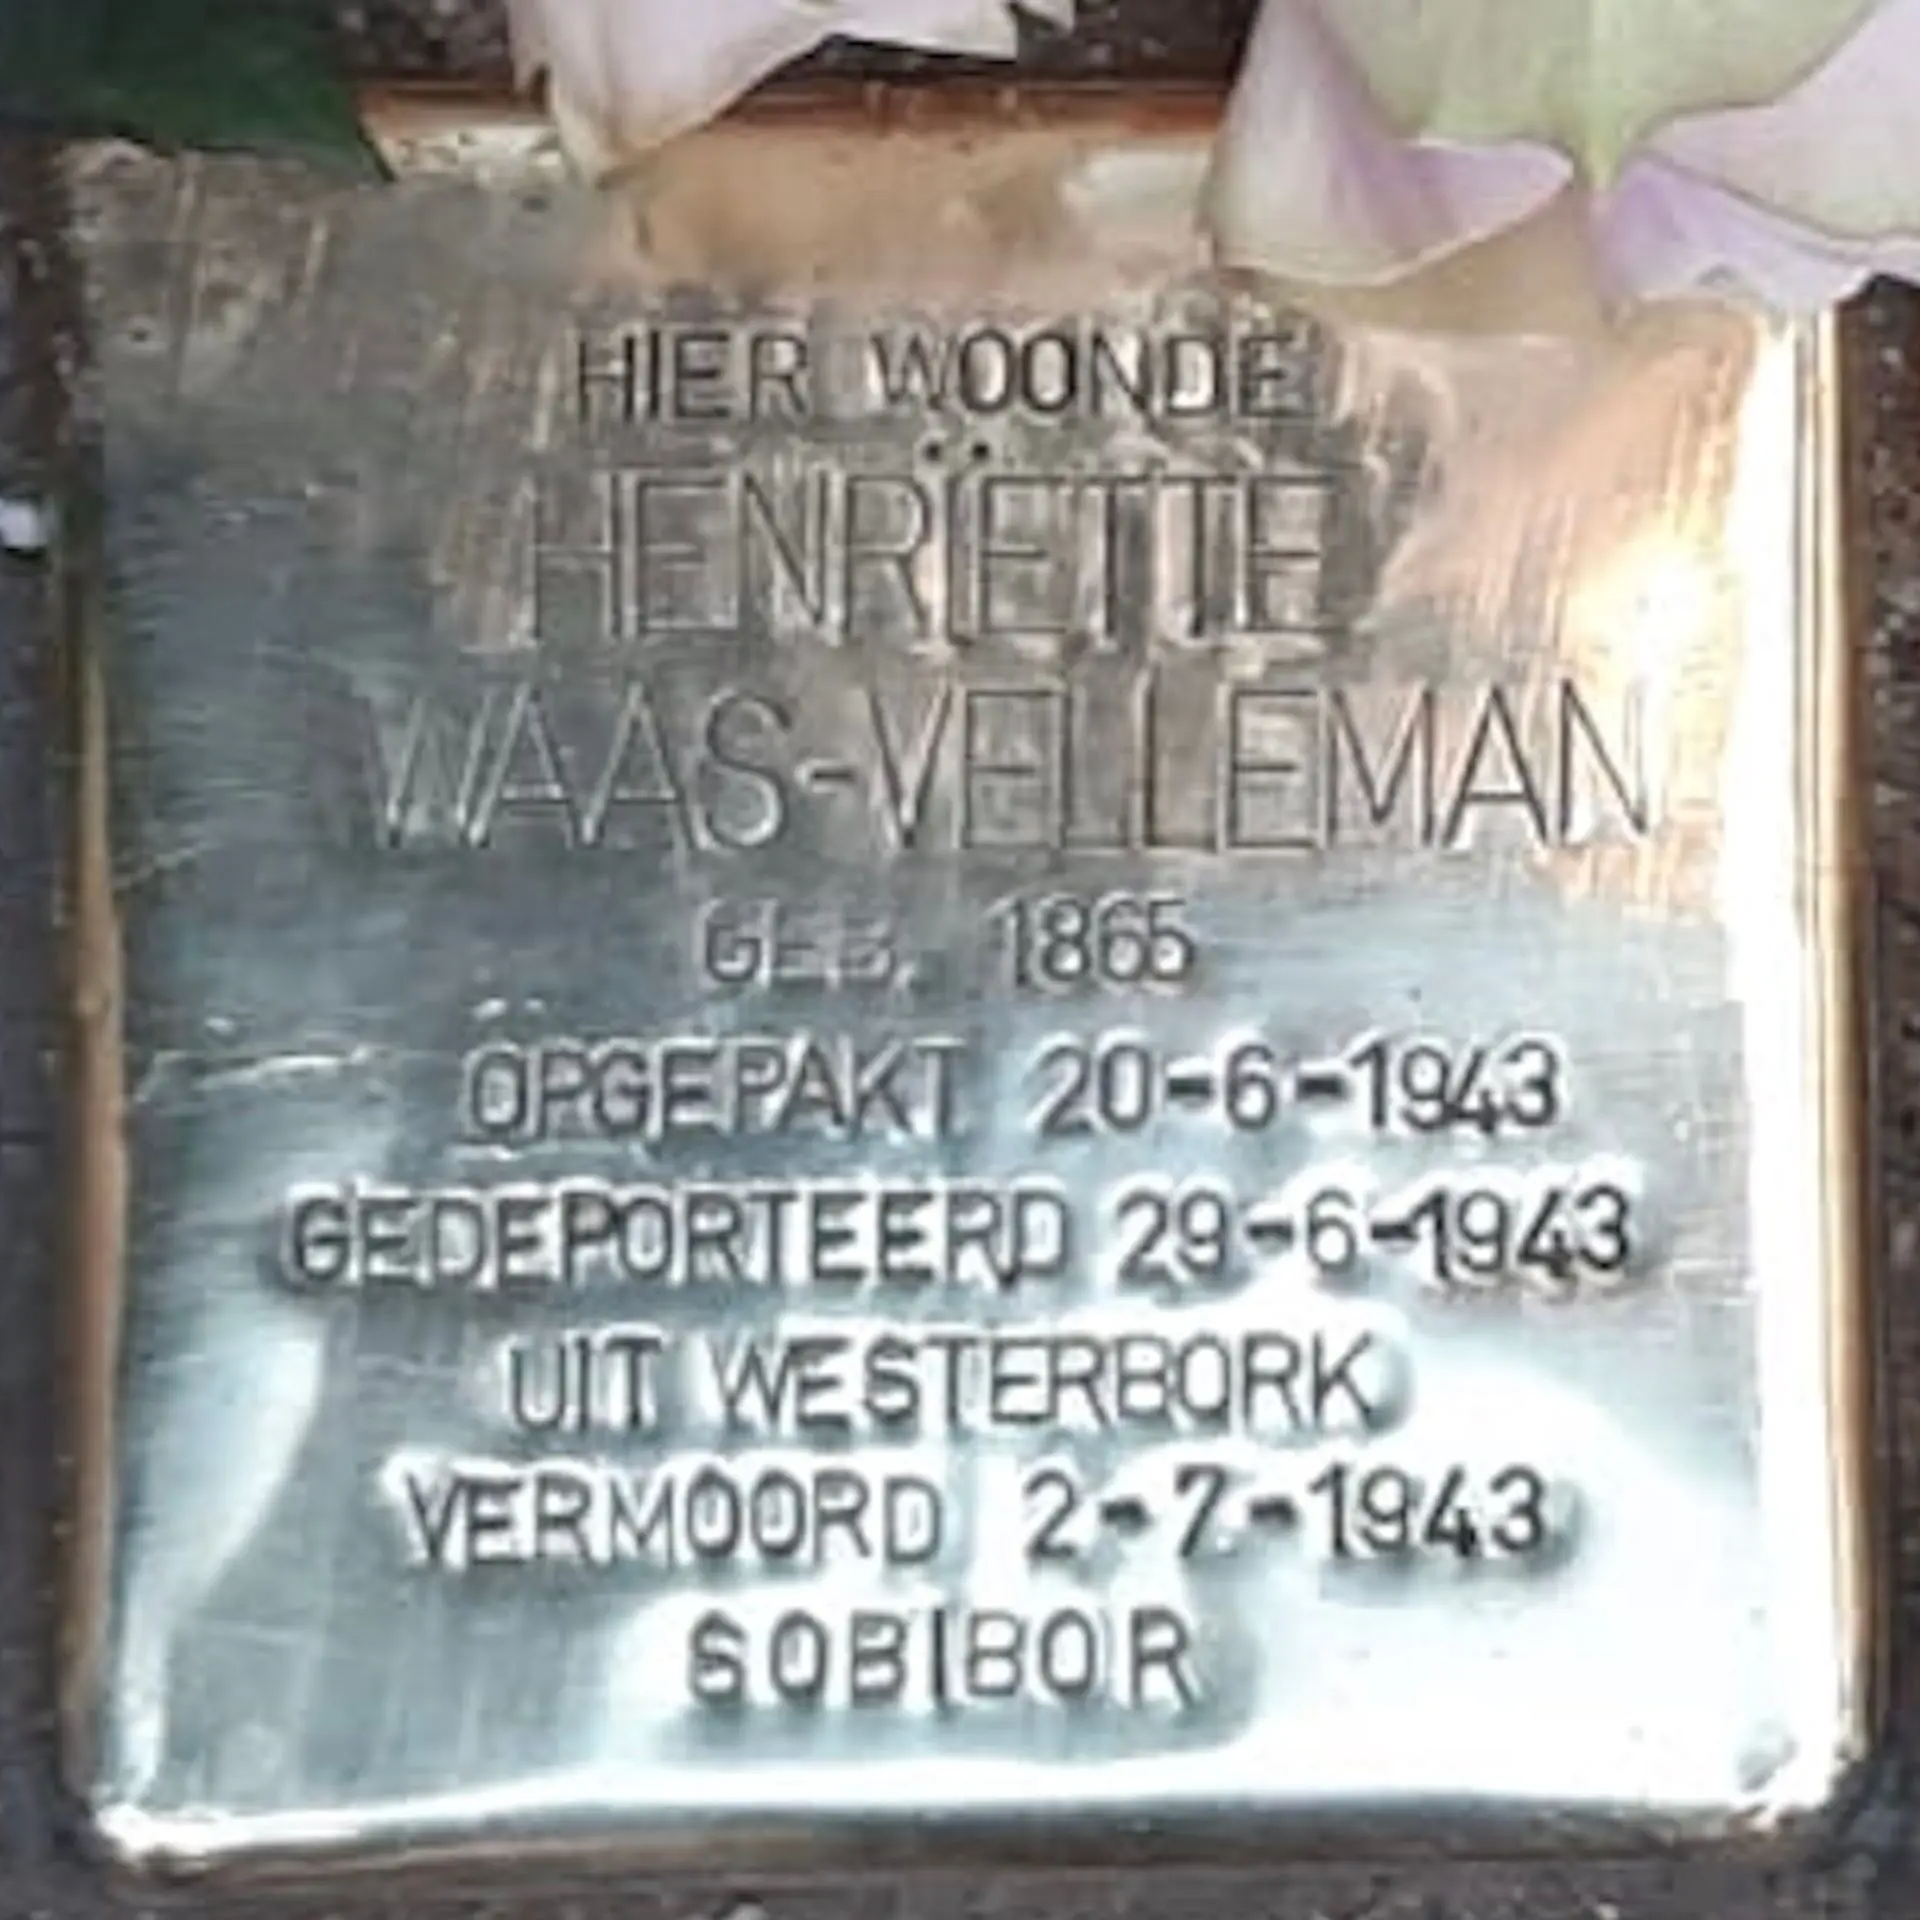 HIER WOONDE
HENRÏETTE
WAAS-VELLEMAN
GEB. 1865
OPGEPAKT 20-6-1943
GEDEPORTEERD 29-6-1943
UIT WESTERBORK
VERMOORD 2-7-1943
SOBIBOR